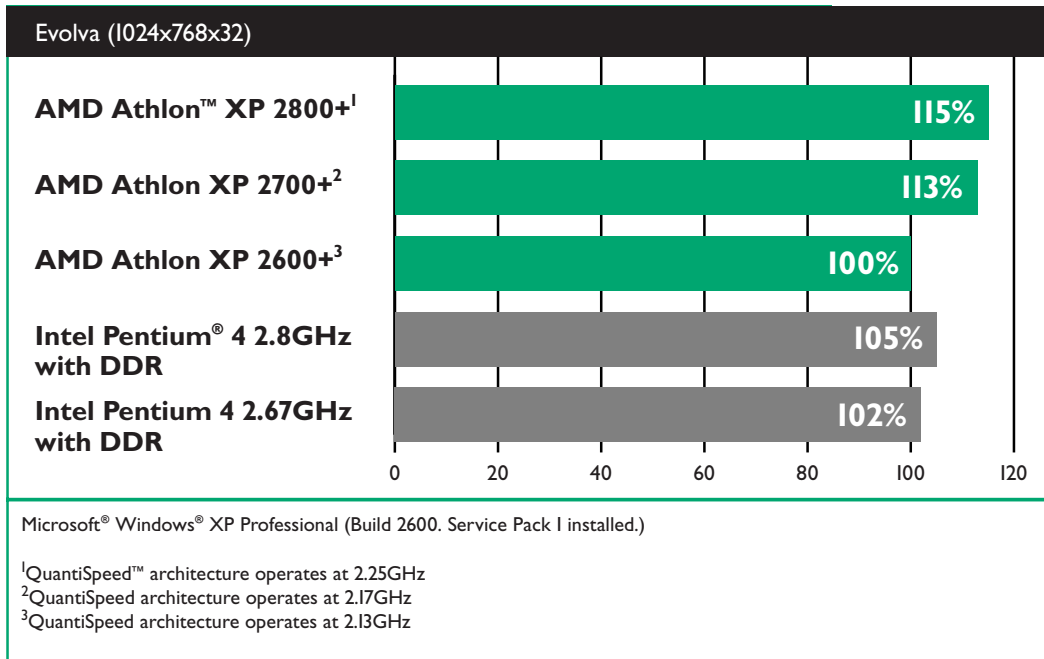 Evolva (1024x768x32)
AMD Athlon™ XP 2800+¹
115%
AMD Athlon XP 2700+²
113%
AMD Athlon XP 2600+³
100%
Intel Pentium® 4 2.8GHz
with DDR
105%
Intel Pentium 4 2.67GHz
with DDR
102%
0 20 40 60 80 100 120
Microsoft® Windows® XP Professional (Build 2600. Service Pack 1 installed.)
¹QuantiSpeed™ architecture operates at 2.25GHz
²QuantiSpeed architecture operates at 2.17GHz
³QuantiSpeed architecture operates at 2.13GHz